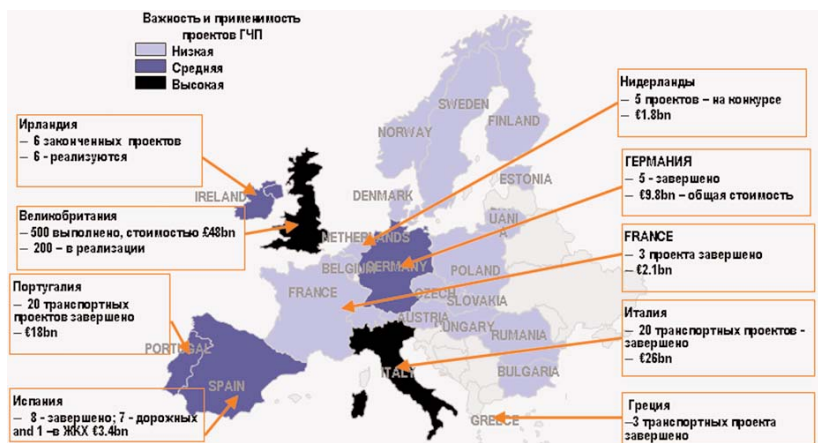 Важность и применимость
проектов ГЧП
Низкая
Средняя
Высокая
Ирландия
– 6 законченных проектов
– 6 - реализуются
Великобритания
– 500 выполнено, стоимостью £48bn
– 200 – в реализации
Португалия
– 20 транспортных
проектов завершено
– €18bn
Испания
– 8 - завершено; 7 - дорожных
and 1 –в ЖКХ €3.4bn
Нидерланды
– 5 проектов – на конкурсе
– €1.8bn
ГЕРМАНИЯ
– 5 - завершено
– €9.8bn – общая стоимость
FRANCE
– 3 проекта завершено
– €2.1bn
Италия
– 20 транспортных проектов -
завершено
– €26bn
Греция
–3 транспортных проекта
завершено
NORWAY
SWEDEN
FINLAND
ESTONIA
DENMARK
UANI
A
IRELAND
NETHERLANDS
BELGIUM
GERMANY
POLAND
CZECH
SLOVAKIA
FRANCE
AUSTRIA
UNGARY
RUMANIA
BULGARIA
PORTUGAL
SPAIN
ITALY
GREECE